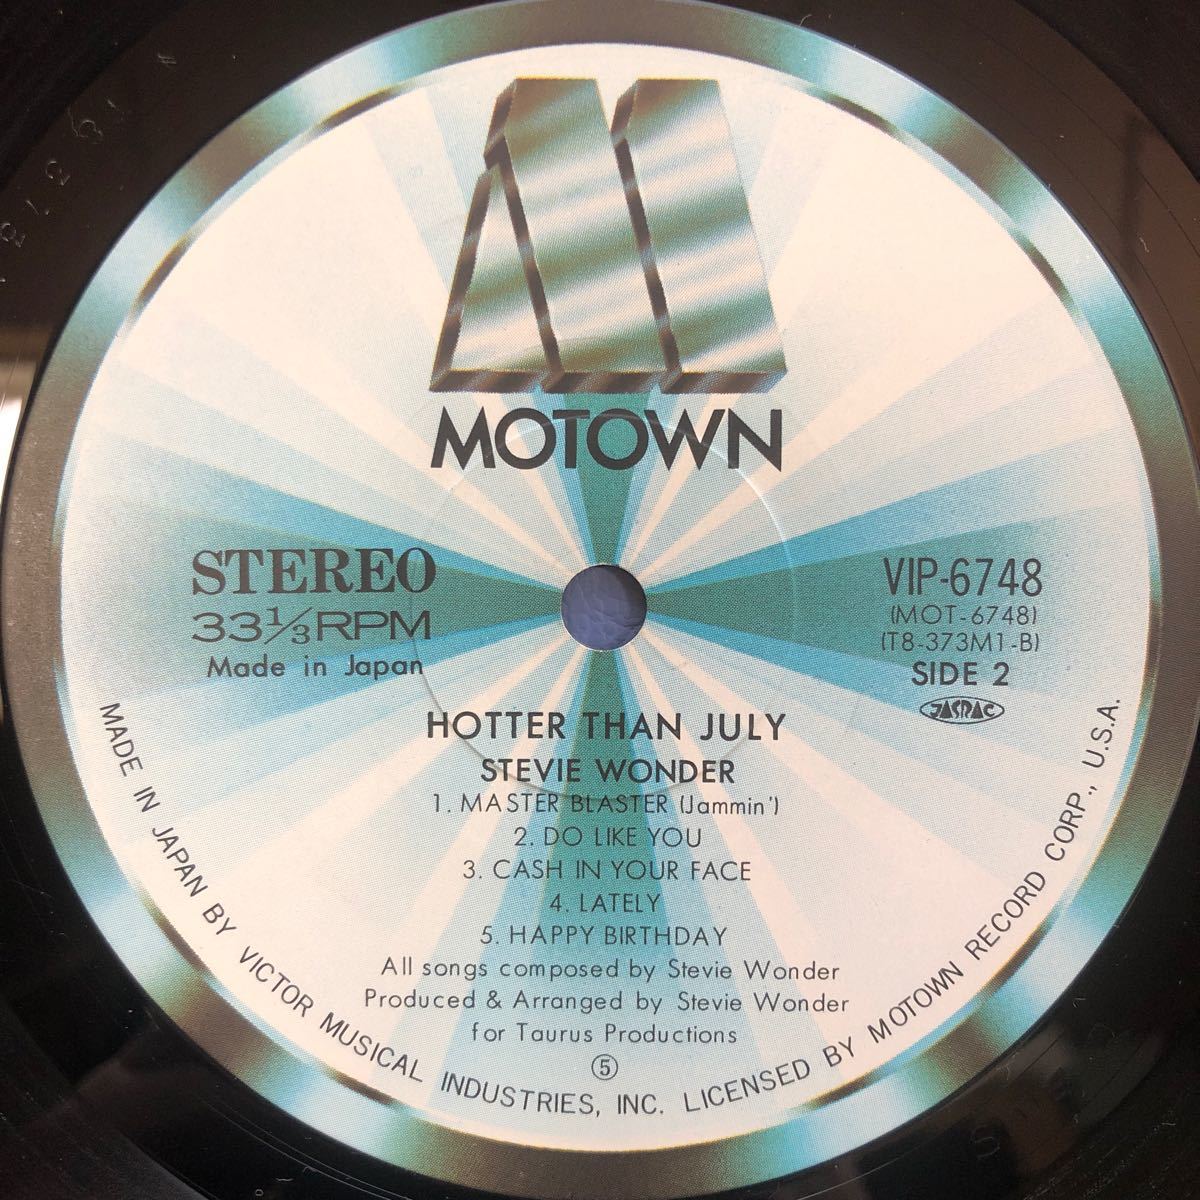 MOTOWN
STEREO
33⅓RPM
Made in Japan
VIP-6748
(MOT-6748)
(T8-373M1-B)
SIDE 2
JASRAC
HOTTER THAN JULY
STEVIE WONDER
1. MASTER BLASTER (Jammin')
2. DO LIKE YOU
3. CASH IN YOUR FACE
4. LATELY
5. HAPPY BIRTHDAY
All songs composed by Stevie Wonder
Produced & Arranged by Stevie Wonder
for Taurus Productions
⑤
MADE IN JAPAN BY VICTOR MUSICAL INDUSTRIES, INC. LICENSED BY MOTOWN RECORD CORP., U.S.A.